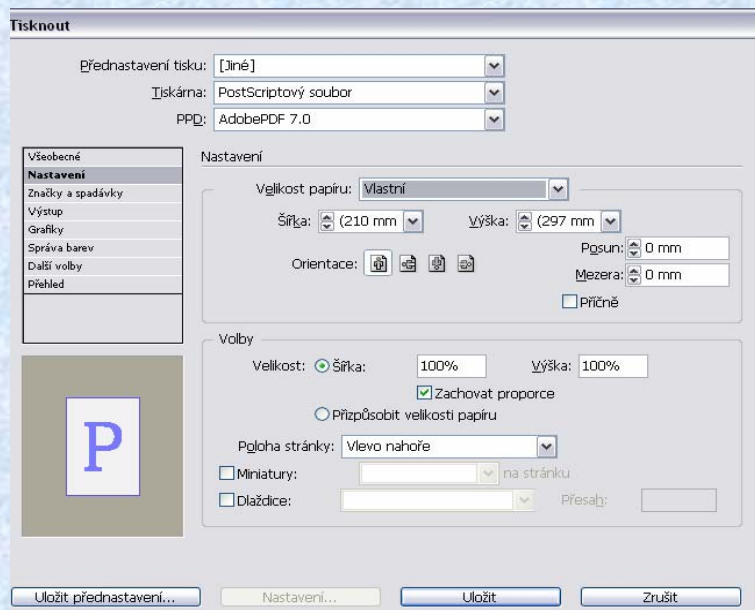 Tisknout
Přednastavení tisku: [Jiné]
Tiskárna: PostScriptový soubor
PPD: AdobePDF 7.0
Všeobecné
Nastavení
Značky a spadávky
Výstup
Grafiky
Správa barev
Další volby
Přehled
Nastavení
Velikost papíru: Vlastní
Šířka: (210 mm Výška: (297 mm
Orientace:
Posun: 0 mm
Mezera: 0 mm
Příčně
Volby
Velikost: Šířka: 100% Výška: 100%
Zachovat proporce
Přizpůsobit velikosti papíru
Poloha stránky: Vlevo nahoře
Miniatury: na stránku
Dlaždice: Přesah:
P
Uložit přednastavení... Nastavení... Uložit Zrušit